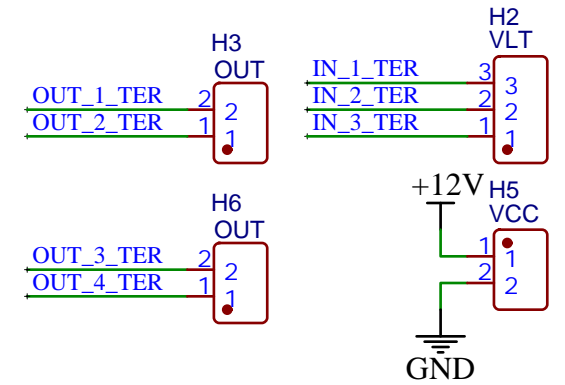 H3
OUT
OUT_1_TER 2 2
OUT_2_TER 1 1
H2
VLT
IN_1_TER 3 3
IN_2_TER 2 2
IN_3_TER 1 1
H6
OUT
OUT_3_TER 2 2
OUT_4_TER 1 1
+12V
H5
VCC
1 1
2 2
GND